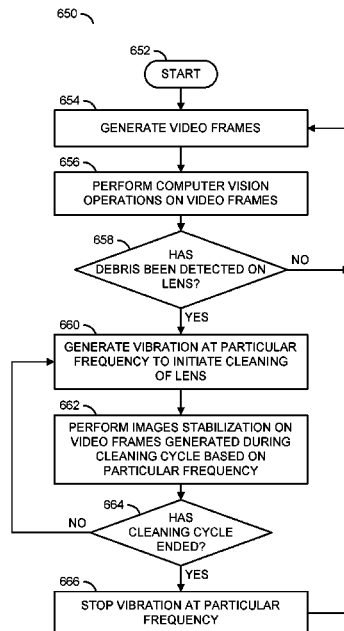 650
652
START
654
GENERATE VIDEO FRAMES
656
PERFORM COMPUTER VISION
OPERATIONS ON VIDEO FRAMES
658
HAS
DEBRIS BEEN DETECTED ON
LENS?
NO
YES
660
GENERATE VIBRATION AT PARTICULAR
FREQUENCY TO INITIATE CLEANING
OF LENS
662
PERFORM IMAGES STABILIZATION ON
VIDEO FRAMES GENERATED DURING
CLEANING CYCLE BASED ON
PARTICULAR FREQUENCY
664
HAS
CLEANING CYCLE
ENDED?
NO
YES
666
STOP VIBRATION AT PARTICULAR
FREQUENCY